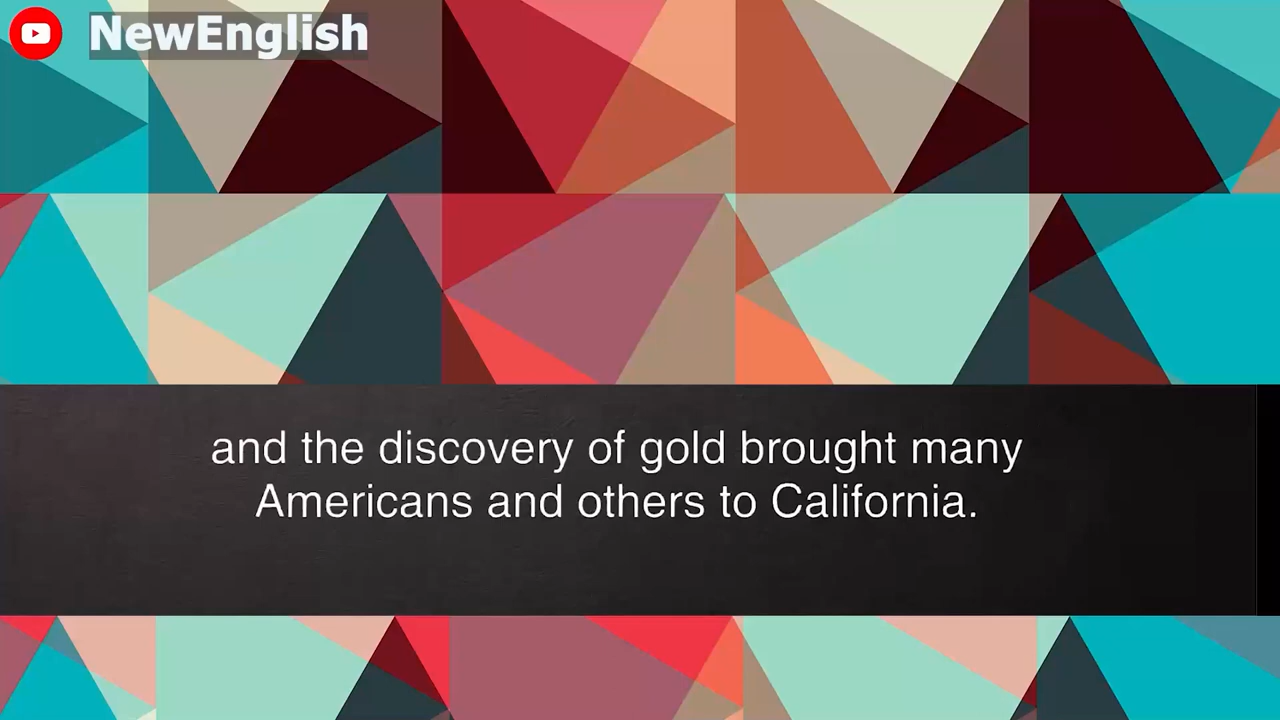 NewEnglish
and the discovery of gold brought many
Americans and others to California.